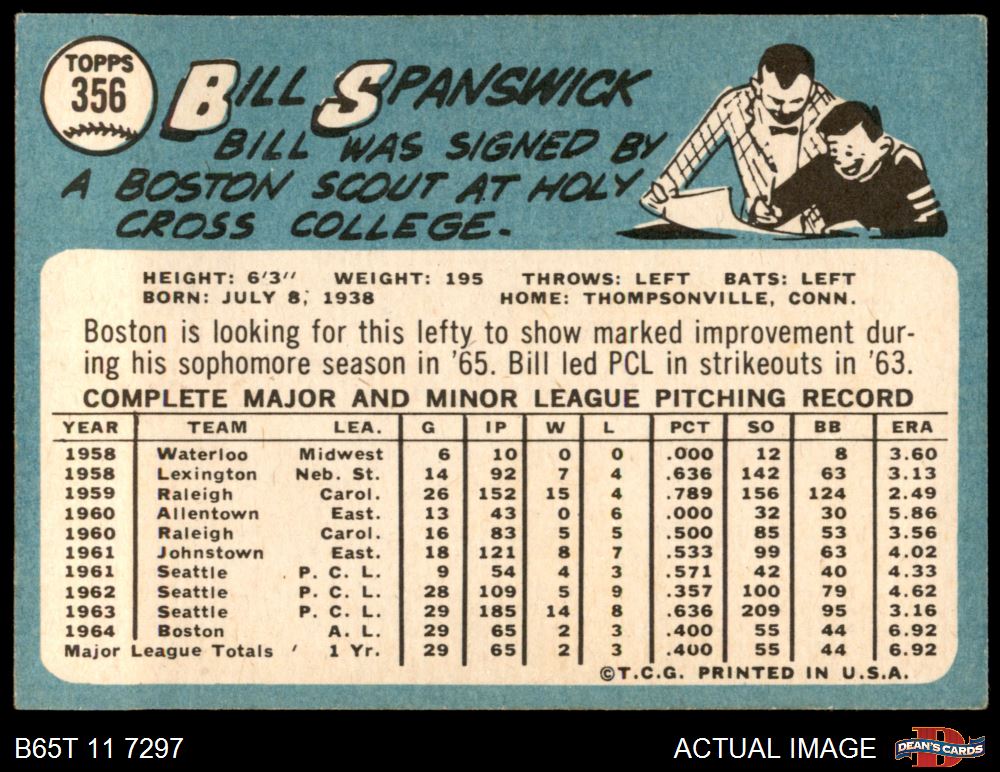 TOPPS
356
BILL SPANSWICK
BILL WAS SIGNED BY
A BOSTON SCOUT AT HOLY
CROSS COLLEGE.
HEIGHT: 6'3" WEIGHT: 195 THROWS: LEFT BATS: LEFT
BORN: JULY 8, 1938 HOME: THOMPSONVILLE, CONN.
Boston is looking for this lefty to show marked improvement dur-
ing his sophomore season in '65. Bill led PCL in strikeouts in '63.
COMPLETE MAJOR AND MINOR LEAGUE PITCHING RECORD
YEAR TEAM LEA. G IP W L PCT SO BB ERA
1958 Waterloo Midwest 6 10 0 0 .000 12 8 3.60
1958 Lexington Neb. St. 14 92 7 4 .636 142 63 3.13
1959 Raleigh Carol. 26 152 15 4 .789 156 124 2.49
1960 Allentown East. 13 43 0 6 .000 32 30 5.86
1960 Raleigh Carol. 16 83 5 5 .500 85 53 3.56
1961 Johnstown East. 18 121 8 7 .533 99 63 4.02
1961 Seattle P. C. L. 9 54 4 3 .571 42 40 4.33
1962 Seattle P. C. L. 28 109 5 9 .357 100 79 4.62
1963 Seattle P. C. L. 29 185 14 8 .636 209 95 3.16
1964 Boston A. L. 29 65 2 3 .400 55 44 6.92
Major League Totals 1 Yr. 29 65 2 3 .400 55 44 6.92
©T.C.G. PRINTED IN U.S.A.
B65T 11 7297 ACTUAL IMAGE DEAN'S CARDS